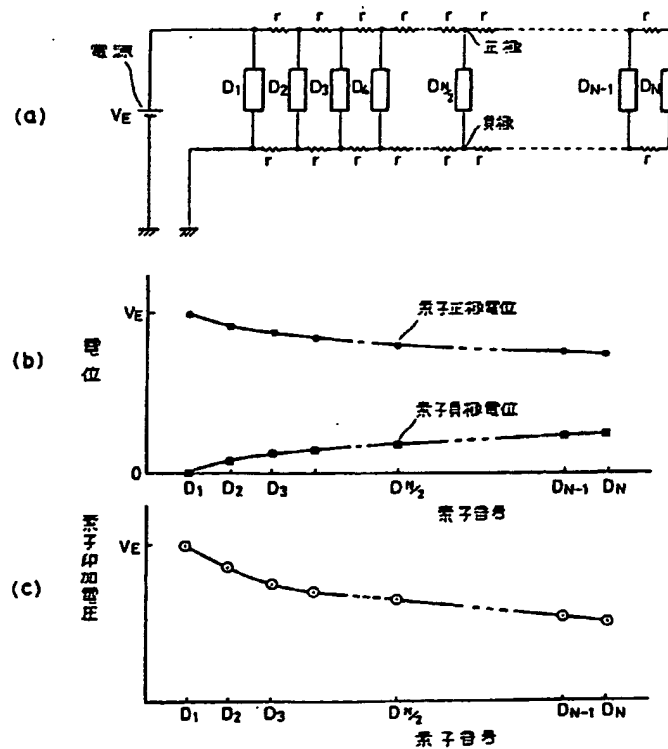 r r r r r r
正極
電源
D1 D2 D3 D4 DN/2 DN-1 DN
(a)
VE
負極
r r r r r r r
VE
素子正極電位
(b)
電位
素子負極電位
0
D1 D2 D3 DN/2 DN-1 DN
素子番号
VE
素子印加電圧
(c)
D1 D2 D3 DN/2 DN-1 DN
素子番号